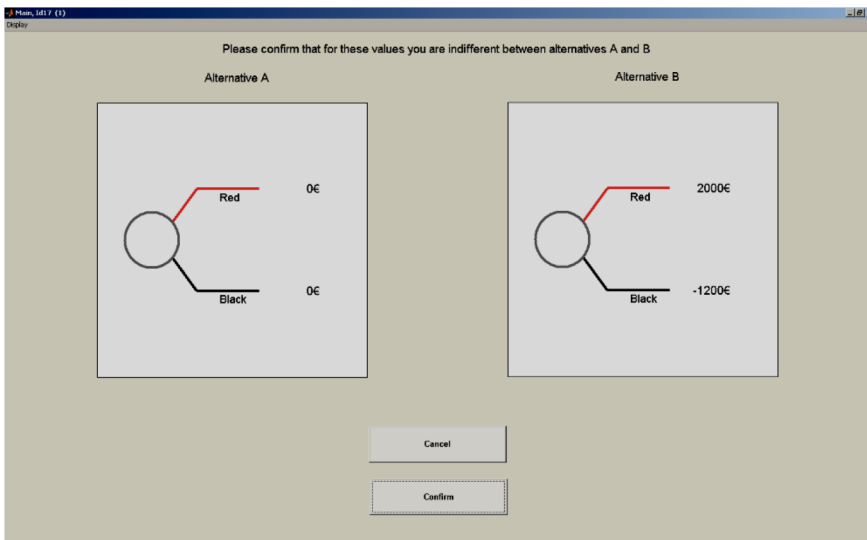 Main, Id17 (1)
Display
Please confirm that for these values you are indifferent between alternatives A and B
Alternative A
Alternative B
Red 0€
Black 0€
Red 2000€
Black -1200€
Cancel
Confirm